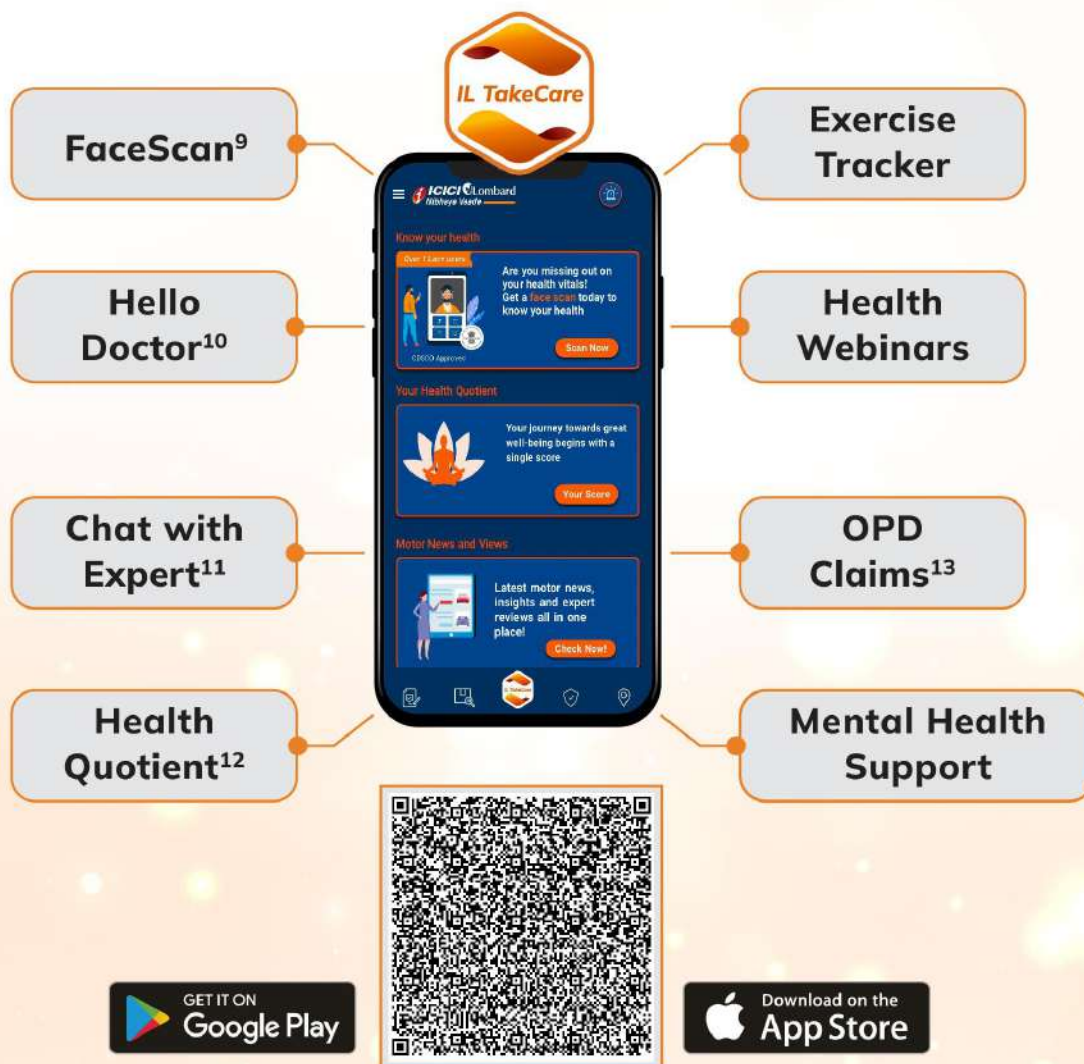 IL TakeCare
FaceScan⁹
Hello
Doctor¹⁰
Chat with
Expert¹¹
Health
Quotient¹²
ICICI Lombard
Nibhaye Vaade
Know your health
Are you missing out on
your health vitals!
Get a face scan today to
know your health
Scan Now
CDSCO Approved
Your Health Quotient
Your journey towards great
well-being begins with a
single score
Your Score
Motor News and Views
Latest motor news,
insights and expert
reviews all in one
place!
Check Now!
IL TakeCare
Exercise
Tracker
Health
Webinars
OPD
Claims¹³
Mental Health
Support
GET IT ON
Google Play
Download on the
App Store